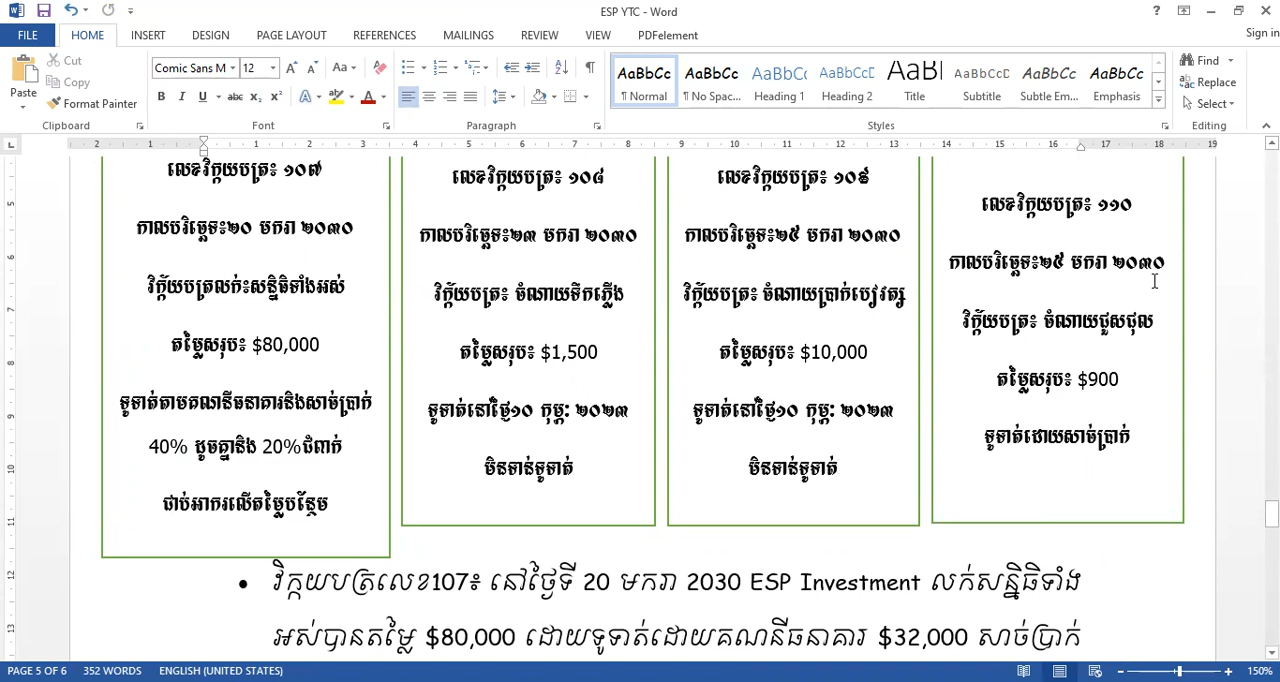 ESP YTC - Word
Sign in
FILE HOME INSERT DESIGN PAGE LAYOUT REFERENCES MAILINGS REVIEW VIEW PDFelement
Paste
Cut
Copy
Format Painter
Comic Sans M 12
AaBbCc AaBbCc AaBbCc AaBbCc AaBl AaBbCcD AaBbCc AaBbCc
¶ Normal ¶ No Spac... Heading 1 Heading 2 Title Subtitle Subtle Em... Emphasis
Find
Replace
Select
Clipboard Font Paragraph Styles Editing
2 1 1 2 3 4 5 6 7 8 9 10 11 12 13 14 15 16 17 18 19
លេខវិក្កយបត្រ៖ ១០៧
កាលបរិច្ឆេទ៖២០ មករា ២០៣០
វិក្ក័យបត្រលក់៖សន្និធិទាំងអស់
តម្លៃសរុប៖ $80,000
ទូទាត់តាមគណនីធនាគារនិងសាច់ប្រាក់
40% ដូចគ្នានិង 20%ជំពាក់
ជាប់អាករលើតម្លៃបន្ថែម
លេខវិក្កយបត្រ៖ ១០៨
កាលបរិច្ឆេទ៖២៣ មករា ២០៣០
វិក្ក័យបត្រ៖ ចំណាយទឹកភ្លើង
តម្លៃសរុប៖ $1,500
ទូទាត់នៅថ្ងៃ១០ កុម្ភៈ ២០២៣
មិនទាន់ទូទាត់
លេខវិក្កយបត្រ៖ ១០៩
កាលបរិច្ឆេទ៖២៥ មករា ២០៣០
វិក្ក័យបត្រ៖ ចំណាយប្រាក់បៀវត្ស
តម្លៃសរុប៖ $10,000
ទូទាត់នៅថ្ងៃ១០ កុម្ភៈ ២០២៣
មិនទាន់ទូទាត់
លេខវិក្កយបត្រ៖ ១១០
កាលបរិច្ឆេទ៖២៥ មករា ២០៣០
វិក្ក័យបត្រ៖ ចំណាយជួសជុល
តម្លៃសរុប៖ $900
ទូទាត់ដោយសាច់ប្រាក់
• វិក្កយបត្រលេខ107៖ នៅថ្ងៃទី 20 មករា 2030 ESP Investment លក់សន្និធិទាំង
អស់បានតម្លៃ $80,000 ដោយទូទាត់ដោយគណនីធនាគារ $32,000 សាច់ប្រាក់
PAGE 5 OF 6 352 WORDS ENGLISH (UNITED STATES) 150%